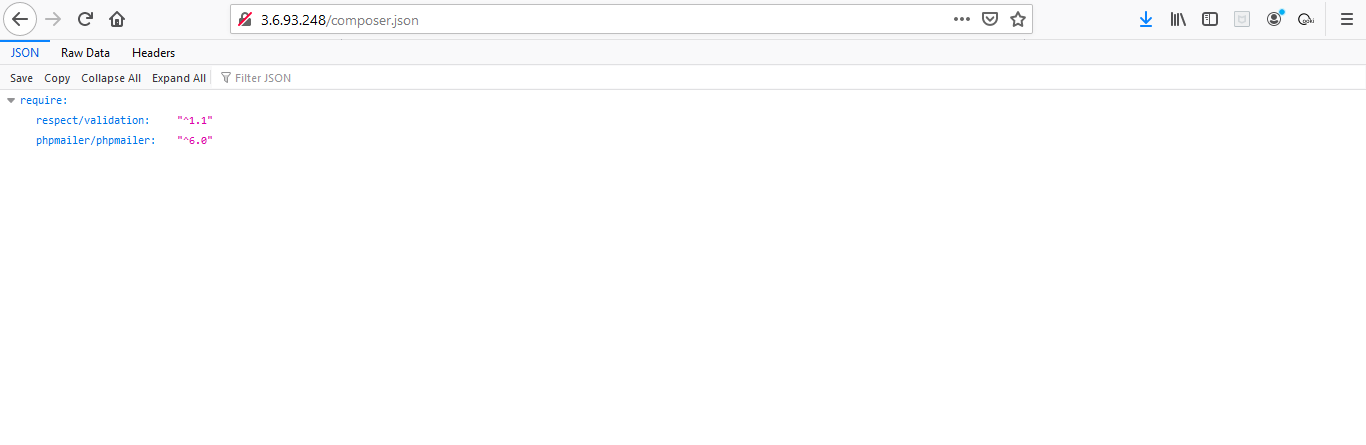 3.6.93.248/composer.json
JSON Raw Data Headers
Save Copy Collapse All Expand All Filter JSON
require:
respect/validation: "^1.1"
phpmailer/phpmailer: "^6.0"